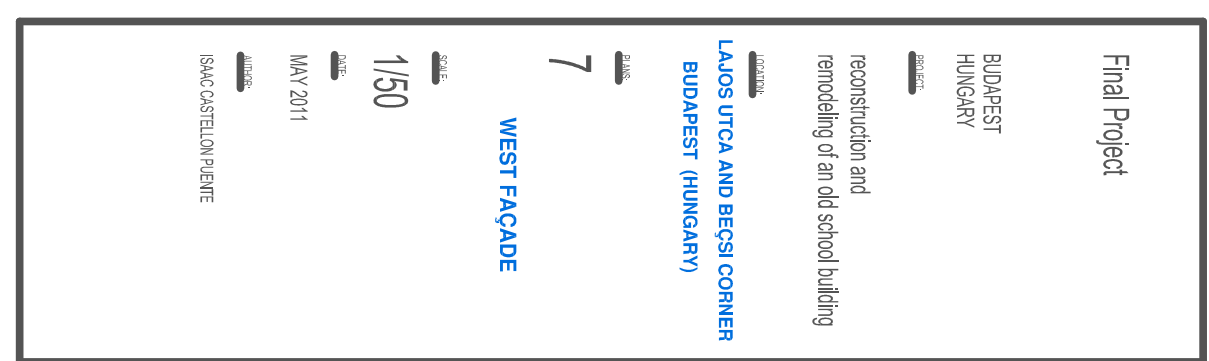 Final Project
BUDAPEST
HUNGARY
PROJECT:
reconstruction and
remodeling of an old school building
LOCATION:
LAJOS UTCA AND BEÇSI CORNER
BUDAPEST (HUNGARY)
PLANS:
7
WEST FAÇADE
SCALE:
1/50
DATE:
MAY 2011
AUTHOR:
ISAAC CASTELLON PUENTE